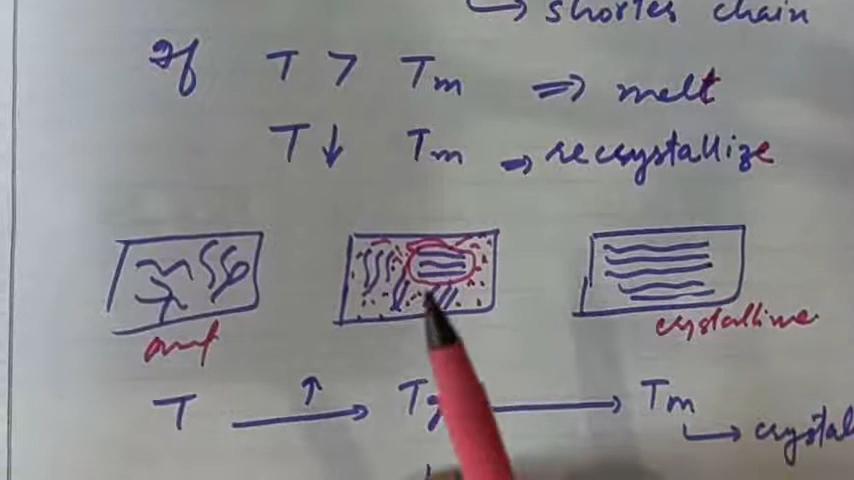 ↳ shorter chain
If T > Tm ⇒ melt
T ↓ Tm ⇒ recrystallize
amf
crystalline
T ↑→ Tg → Tm
↳ crystal